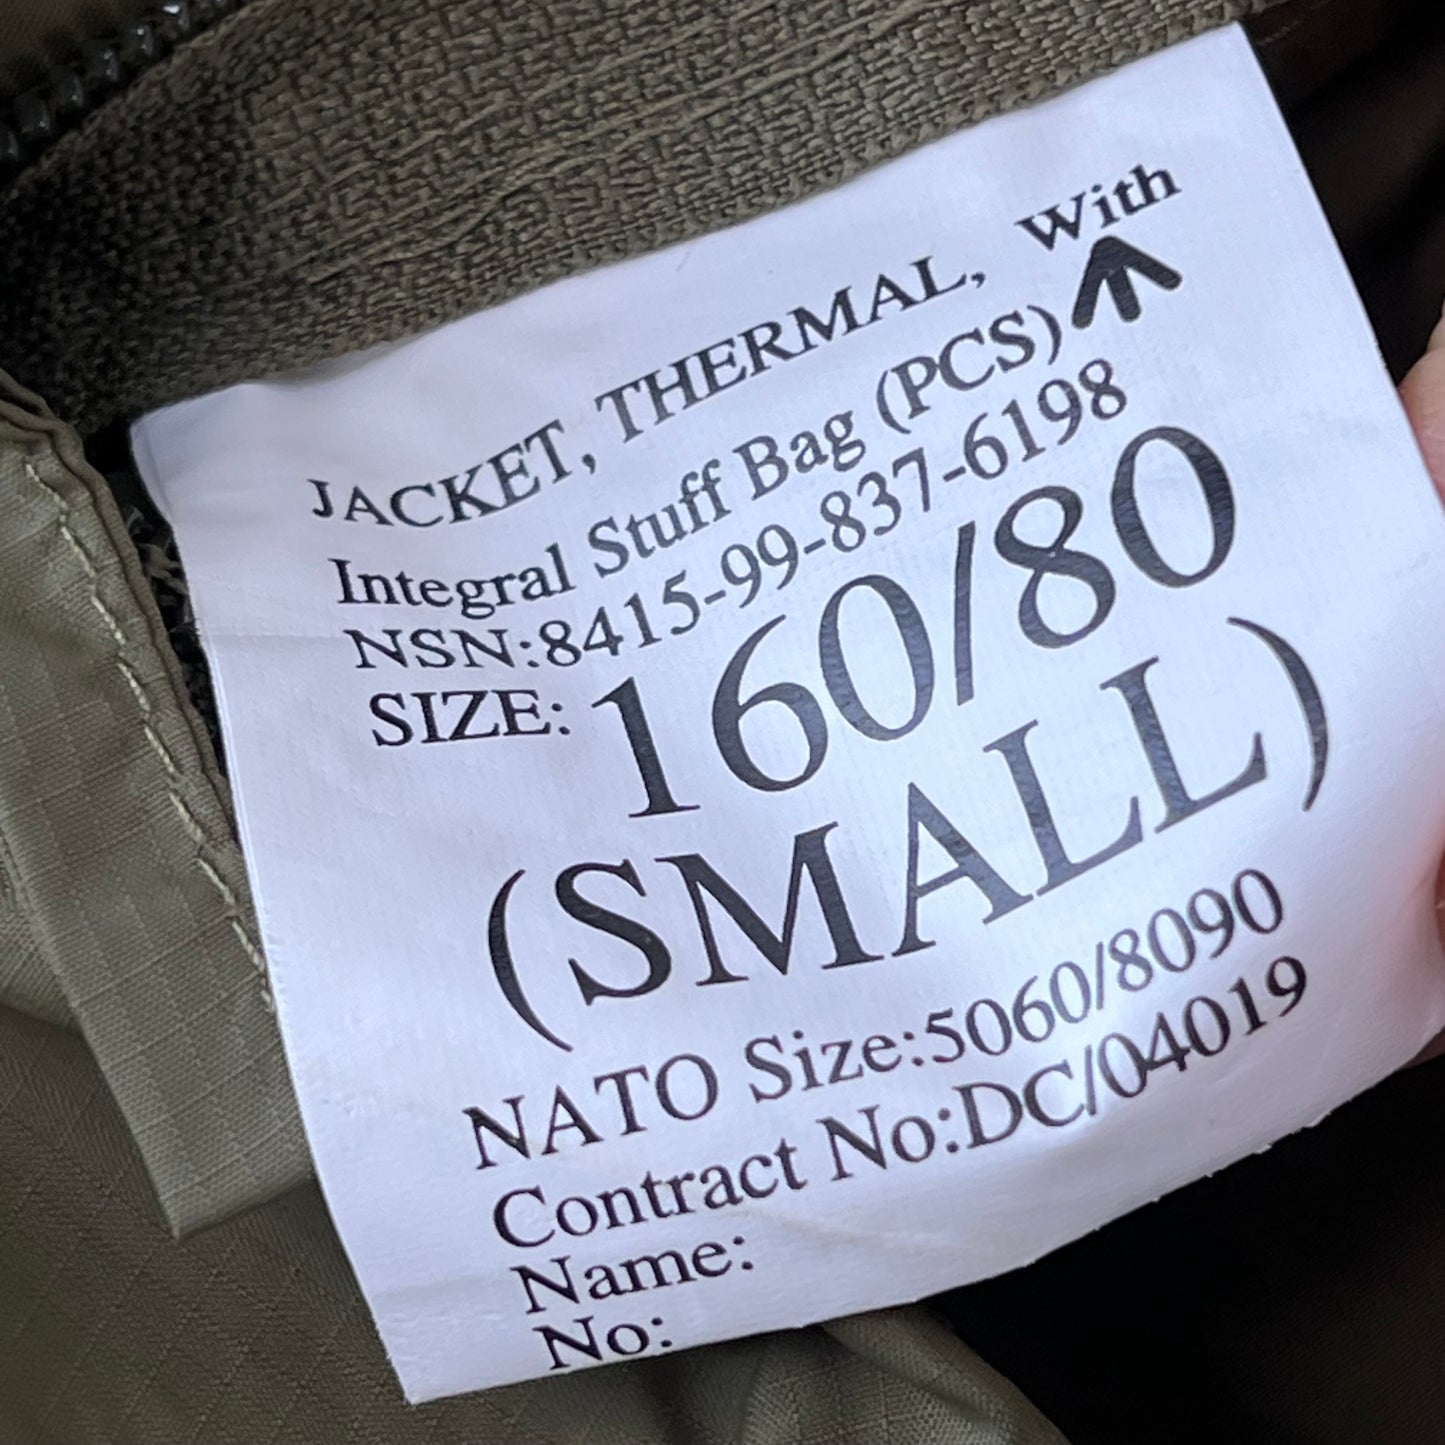 JACKET, THERMAL, With
Integral Stuff Bag (PCS)
NSN:8415-99-837-6198
SIZE: 160/80
(SMALL)
NATO Size:5060/8090
Contract No:DC/04019
Name:
No: